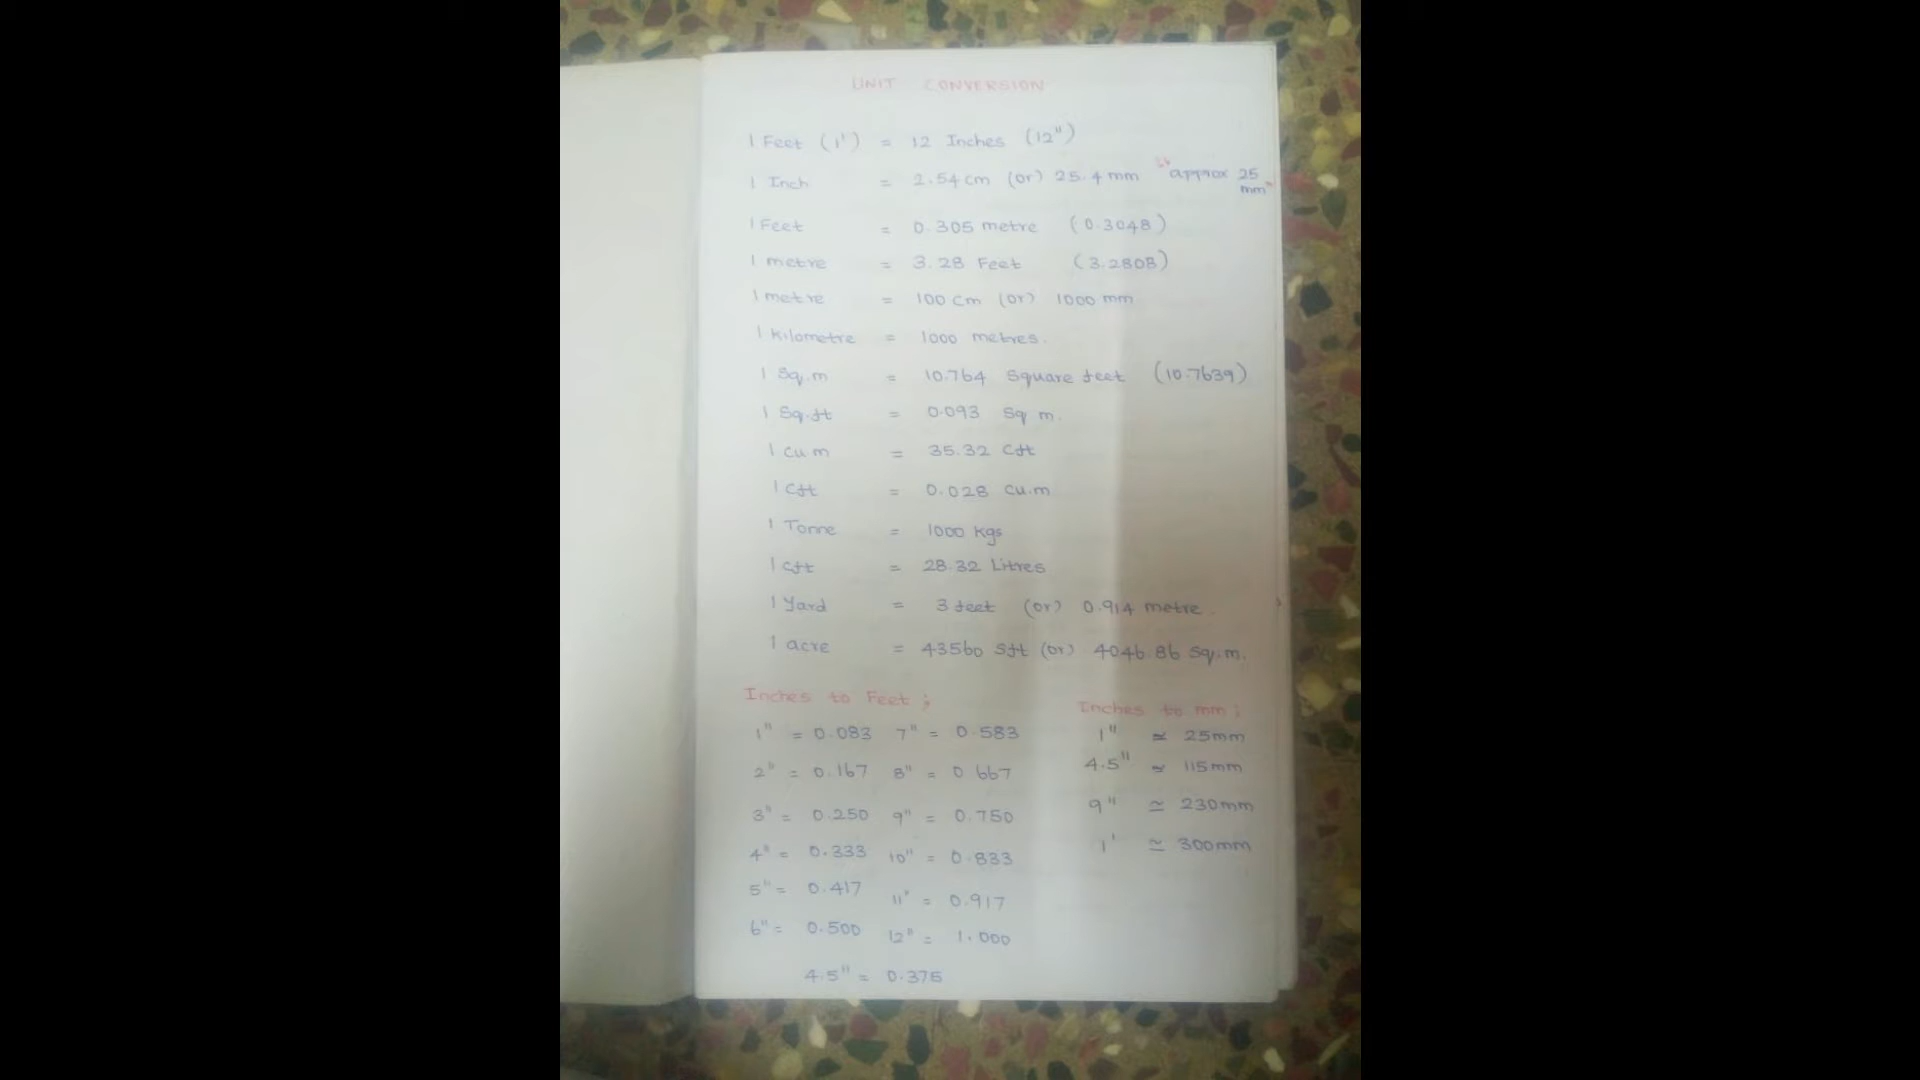 UNIT CONVERSION
1 Feet (1') = 12 Inches (12")
1 Inch = 2.54 cm (or) 25.4 mm "approx 25 mm"
1 Feet = 0.305 metre (0.3048)
1 metre = 3.28 Feet (3.2808)
1 metre = 100 cm (or) 1000 mm
1 Kilometre = 1000 metres.
1 Sq.m = 10.764 Square feet (10.7639)
1 Sq.ft = 0.093 Sq m.
1 cu m = 35.32 Cft
1 Cft = 0.028 cu.m
1 Tonne = 1000 Kgs
1 cft = 28.32 Litres
1 Yard = 3 feet (or) 0.914 metre.
1 acre = 43560 Sft (or) 4046.86 Sq.m.
Inches to Feet ;
1" = 0.083 7" = 0.583
2" = 0.167 8" = 0.667
3" = 0.250 9" = 0.750
4" = 0.333 10" = 0.833
5" = 0.417 11" = 0.917
6" = 0.500 12" = 1.000
4.5" = 0.375
Inches to mm ;
1" ≃ 25mm
4.5" ≃ 115mm
9" ≃ 230mm
1' ≃ 300mm